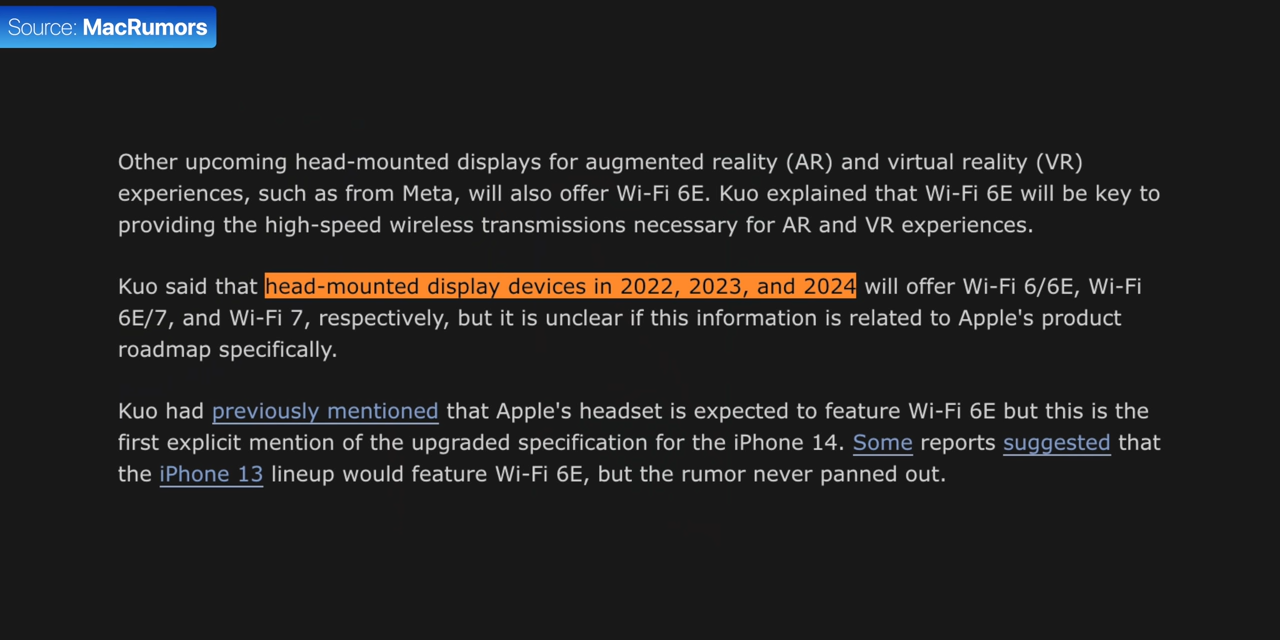 Source: MacRumors
Other upcoming head-mounted displays for augmented reality (AR) and virtual reality (VR)
experiences, such as from Meta, will also offer Wi-Fi 6E. Kuo explained that Wi-Fi 6E will be key to
providing the high-speed wireless transmissions necessary for AR and VR experiences.
Kuo said that head-mounted display devices in 2022, 2023, and 2024 will offer Wi-Fi 6/6E, Wi-Fi
6E/7, and Wi-Fi 7, respectively, but it is unclear if this information is related to Apple's product
roadmap specifically.
Kuo had previously mentioned that Apple's headset is expected to feature Wi-Fi 6E but this is the
first explicit mention of the upgraded specification for the iPhone 14. Some reports suggested that
the iPhone 13 lineup would feature Wi-Fi 6E, but the rumor never panned out.